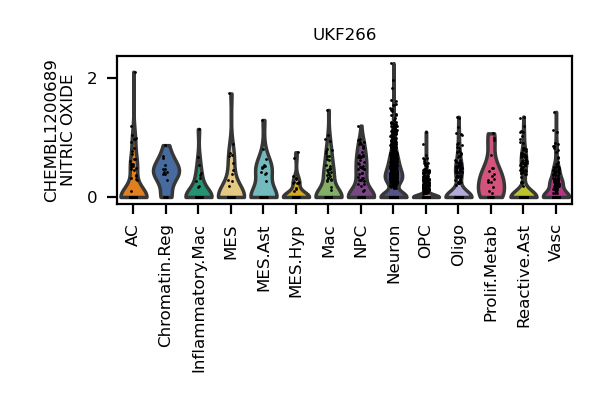 UKF266
CHEMBL1200689
NITRIC OXIDE
2
0
AC
Chromatin.Reg
Inflammatory.Mac
MES
MES.Ast
MES.Hyp
Mac
NPC
Neuron
OPC
Oligo
Prolif.Metab
Reactive.Ast
Vasc